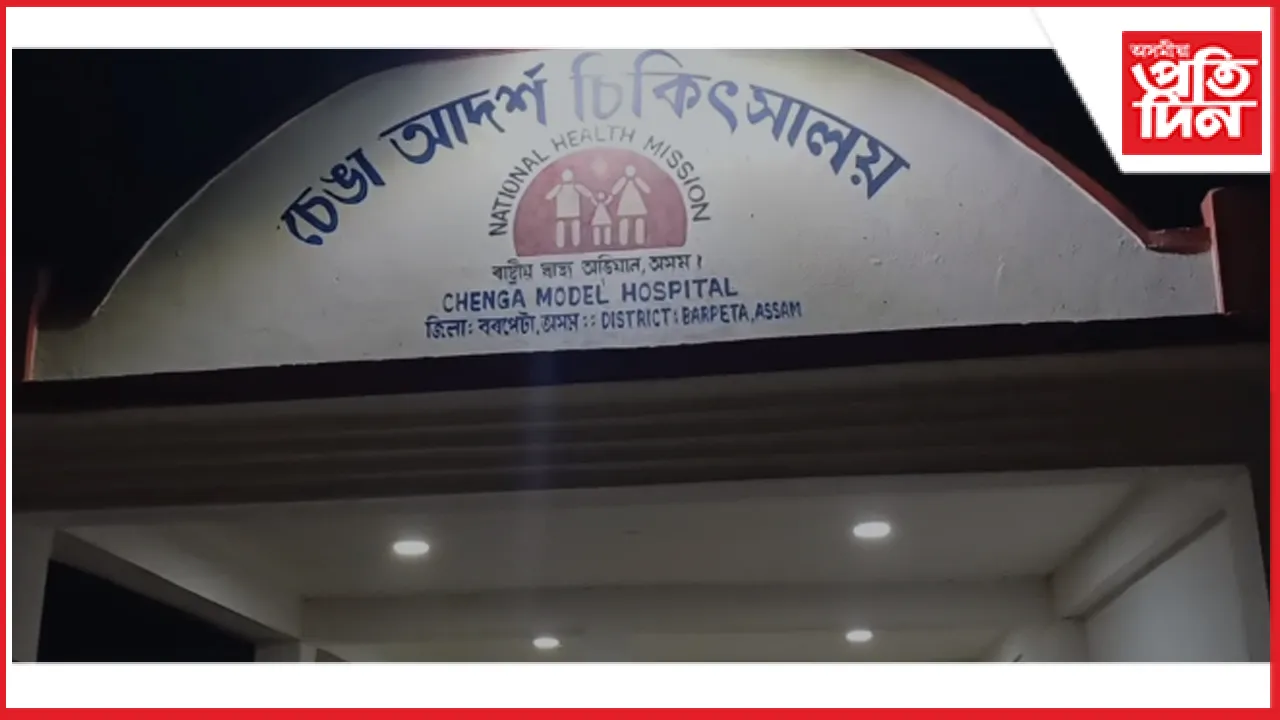 অসমীয়া
প্ৰতি
দিন
চেঙা আদৰ্শ চিকিৎসালয়
NATIONAL HEALTH MISSION
ৰাষ্ট্ৰীয় স্বাস্থ্য অভিযান, অসম।
CHENGA MODEL HOSPITAL
জিলা: বৰপেটা, অসম :: DISTRICT: BARPETA, ASSAM